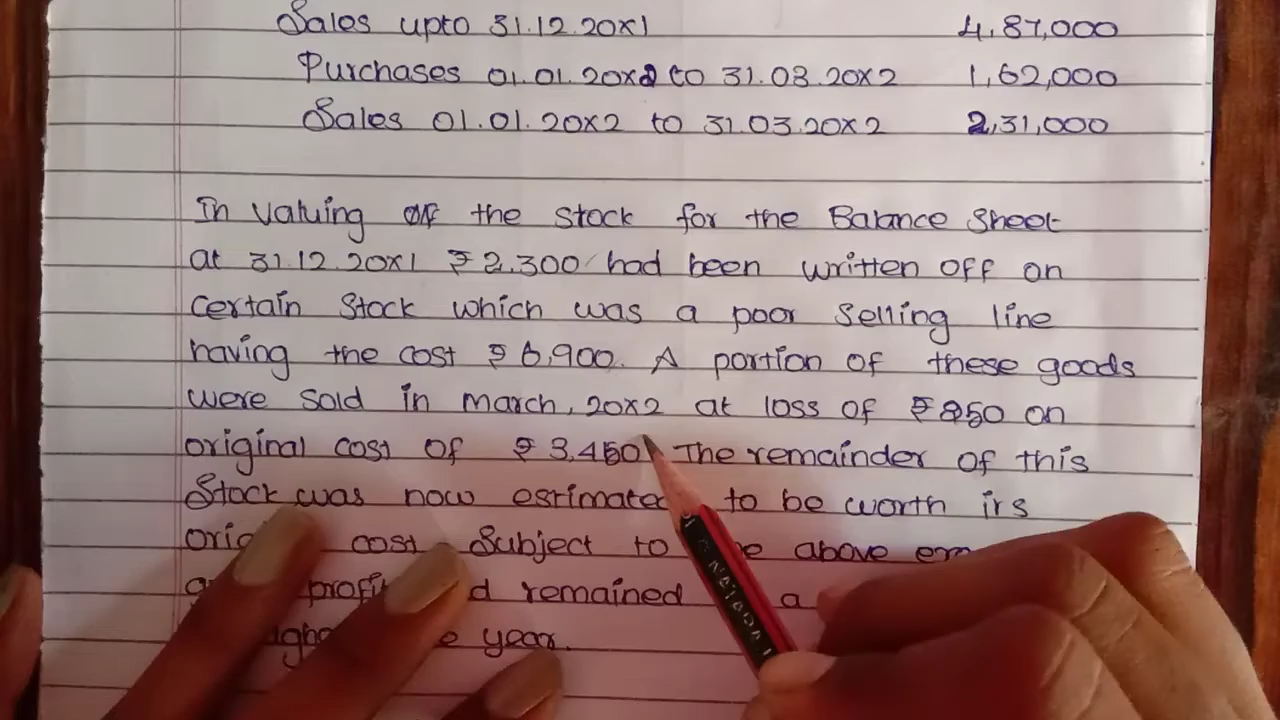 Sales upto 31.12.20x1 4,87,000
Purchases 01.01.20x2 to 31.03.20x2 1,62,000
Sales 01.01.20x2 to 31.03.20x2 2,31,000
In valuing of the stock for the Balance Sheet
at 31.12.20x1 ₹2,300 had been written off on
certain Stock which was a poor selling line
having the cost ₹ 6,900. A portion of these goods
were sold in march, 20x2 at loss of ₹250 on
original cost of ₹ 3,450 The remainder of this
Stock was now estimated to be worth its
cost. Subject to above
remained a
year.